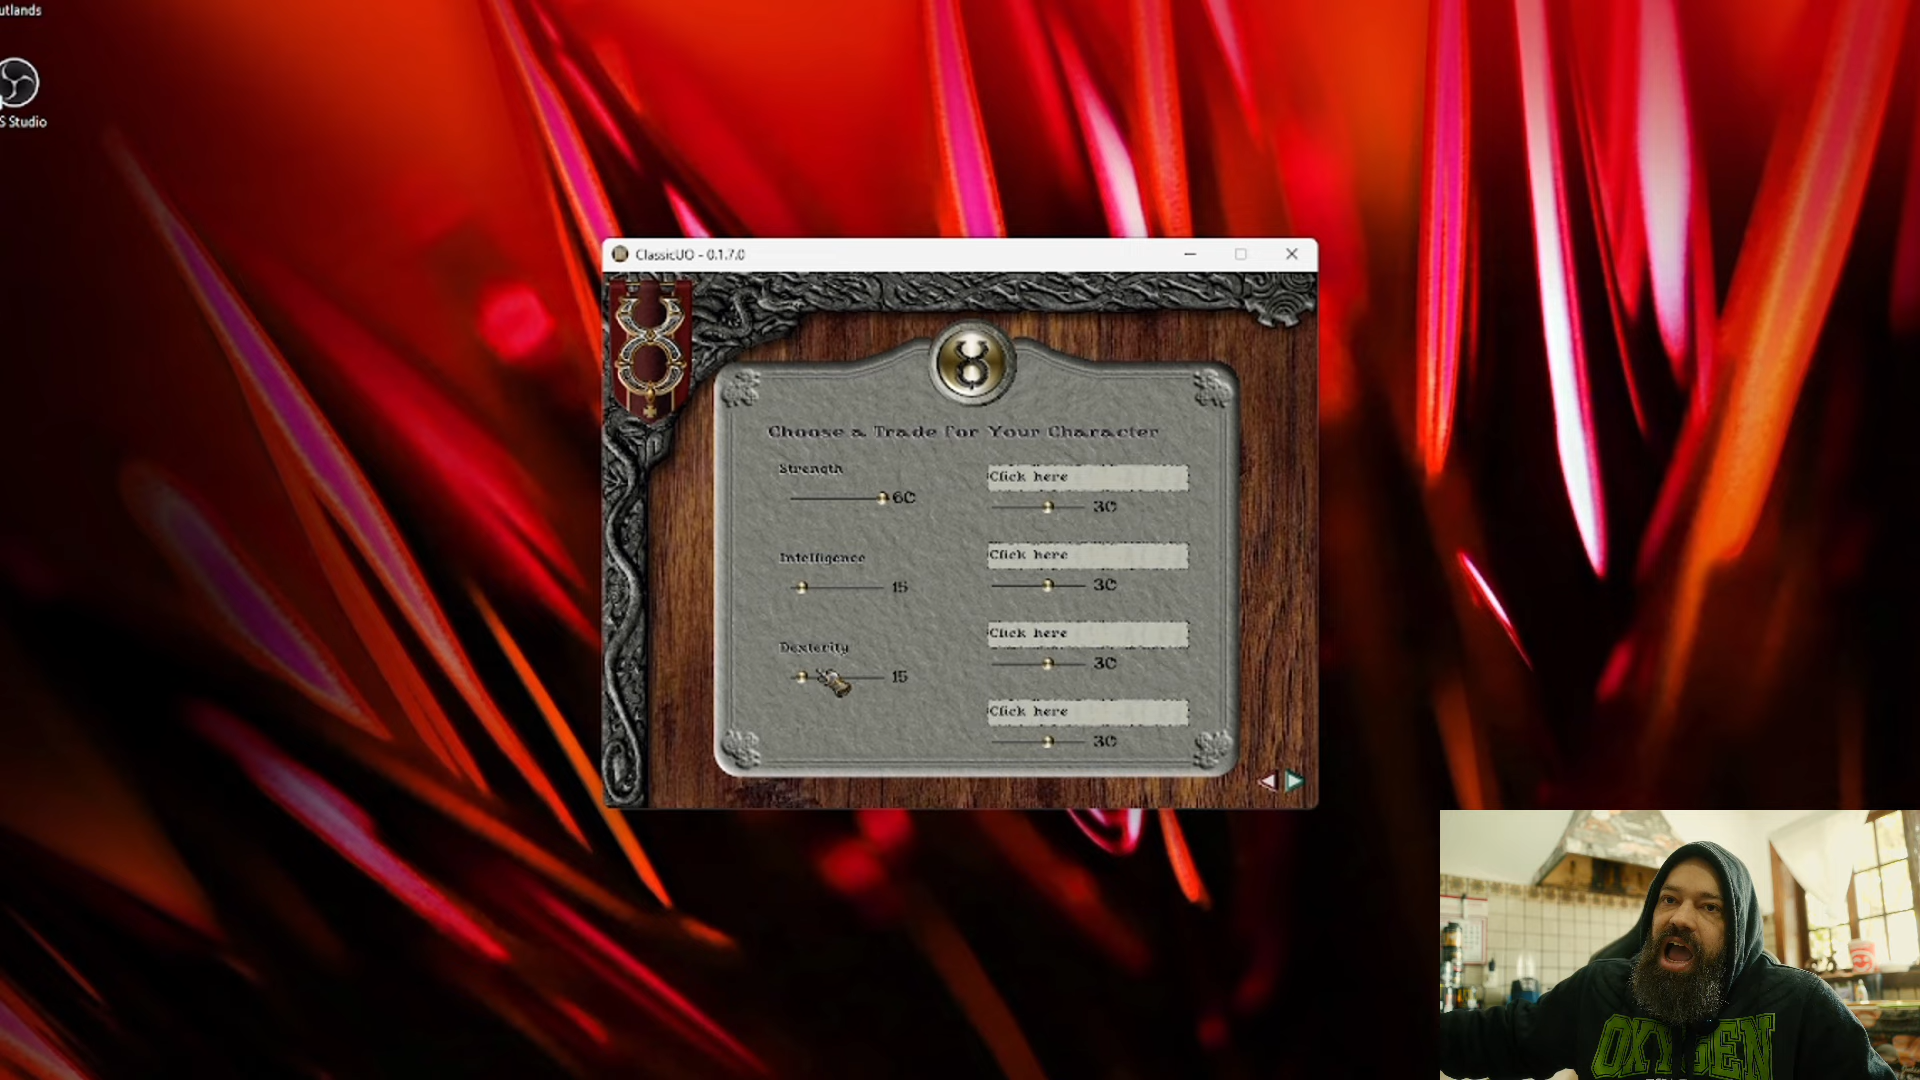 utlands
S Studio
ClassicUO - 0.1.7.0
Choose a Trade for Your Character
Strength
60
Click here
30
Intelligence
15
Click here
30
Dexterity
15
Click here
30
Click here
30
OXYGEN